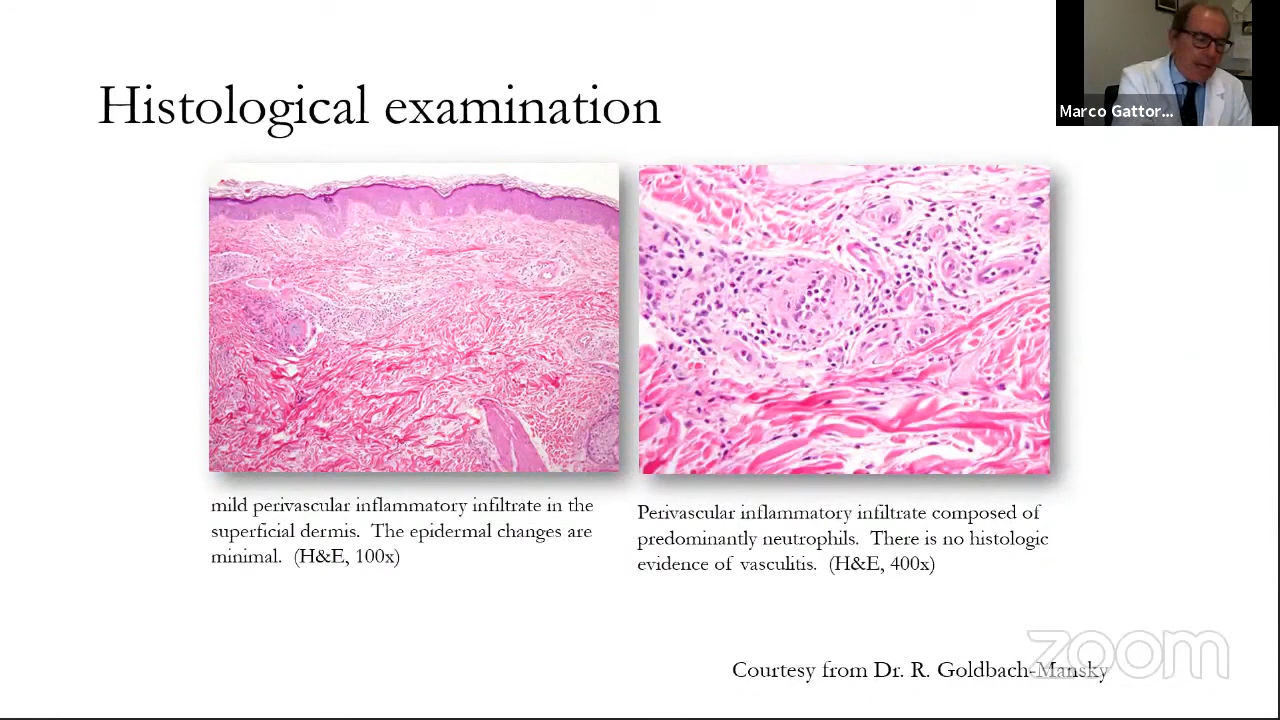 Marco Gattor...
Histological examination
mild perivascular inflammatory infiltrate in the
superficial dermis. The epidermal changes are
minimal. (H&E, 100x)
Perivascular inflammatory infiltrate composed of
predominantly neutrophils. There is no histologic
evidence of vasculitis. (H&E, 400x)
zoom
Courtesy from Dr. R. Goldbach-Mansky